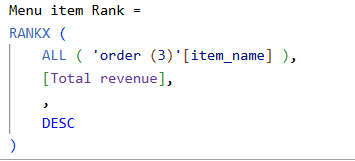 Menu item Rank =
RANKX (
    ALL ( 'order (3)'[item_name] ),
    [Total revenue],
    ,
    DESC
)